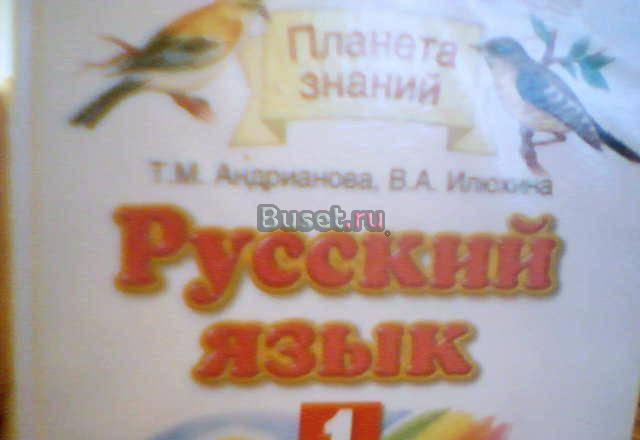 Планета
знаний
Т.М. Андрианова, В.А. Илюхина
Buset.ru
Русский
язык
1